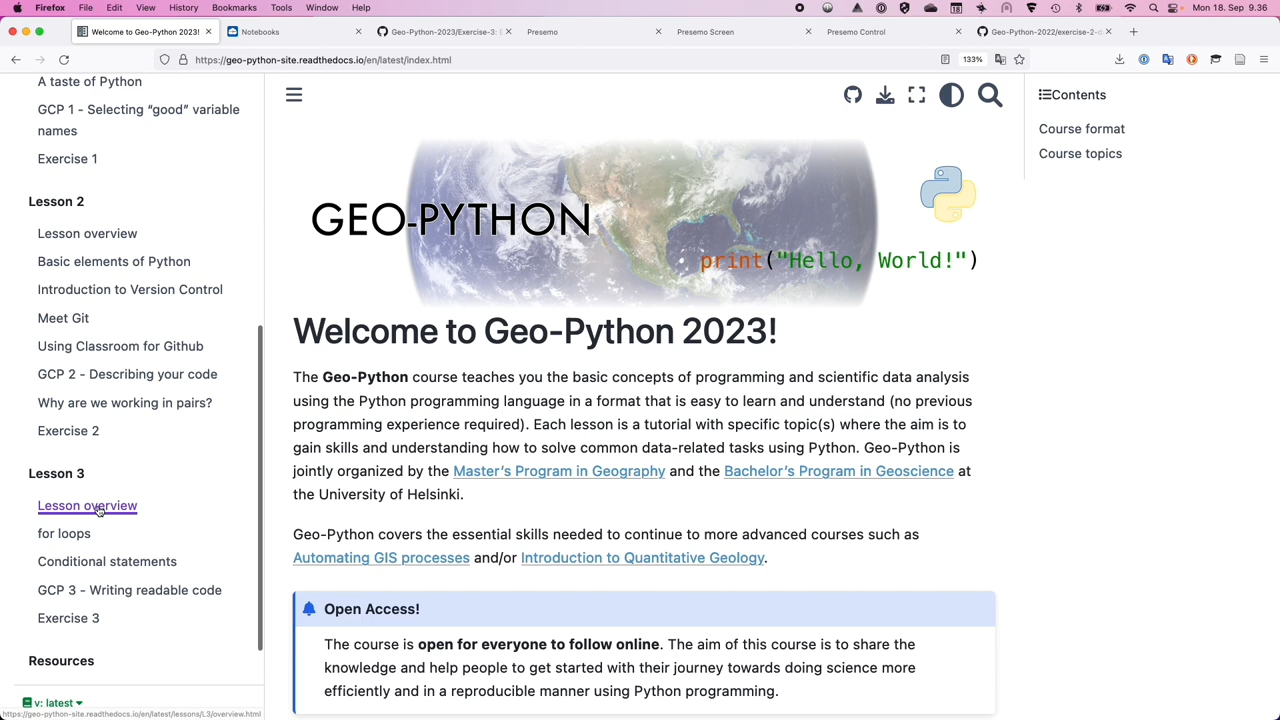 Firefox File Edit View History Bookmarks Tools Window Help Mon 18. Sep 9.36
Welcome to Geo-Python 2023! Notebooks Geo-Python-2023/Exercise-3: Presemo Presemo Screen Presemo Control Geo-Python-2022/exercise-2-
https://geo-python-site.readthedocs.io/en/latest/index.html 133%
A taste of Python
GCP 1 - Selecting “good” variable
names
Exercise 1
Lesson 2
Lesson overview
Basic elements of Python
Introduction to Version Control
Meet Git
Using Classroom for Github
GCP 2 - Describing your code
Why are we working in pairs?
Exercise 2
Lesson 3
Lesson overview
for loops
Conditional statements
GCP 3 - Writing readable code
Exercise 3
Resources
v: latest
https://geo-python-site.readthedocs.io/en/latest/lessons/L3/overview.html
GEO-PYTHON
print("Hello, World!")
Welcome to Geo-Python 2023!
The Geo-Python course teaches you the basic concepts of programming and scientific data analysis
using the Python programming language in a format that is easy to learn and understand (no previous
programming experience required). Each lesson is a tutorial with specific topic(s) where the aim is to
gain skills and understanding how to solve common data-related tasks using Python. Geo-Python is
jointly organized by the Master’s Program in Geography and the Bachelor’s Program in Geoscience at
the University of Helsinki.
Geo-Python covers the essential skills needed to continue to more advanced courses such as
Automating GIS processes and/or Introduction to Quantitative Geology.
Open Access!
The course is open for everyone to follow online. The aim of this course is to share the
knowledge and help people to get started with their journey towards doing science more
efficiently and in a reproducible manner using Python programming.
Contents
Course format
Course topics